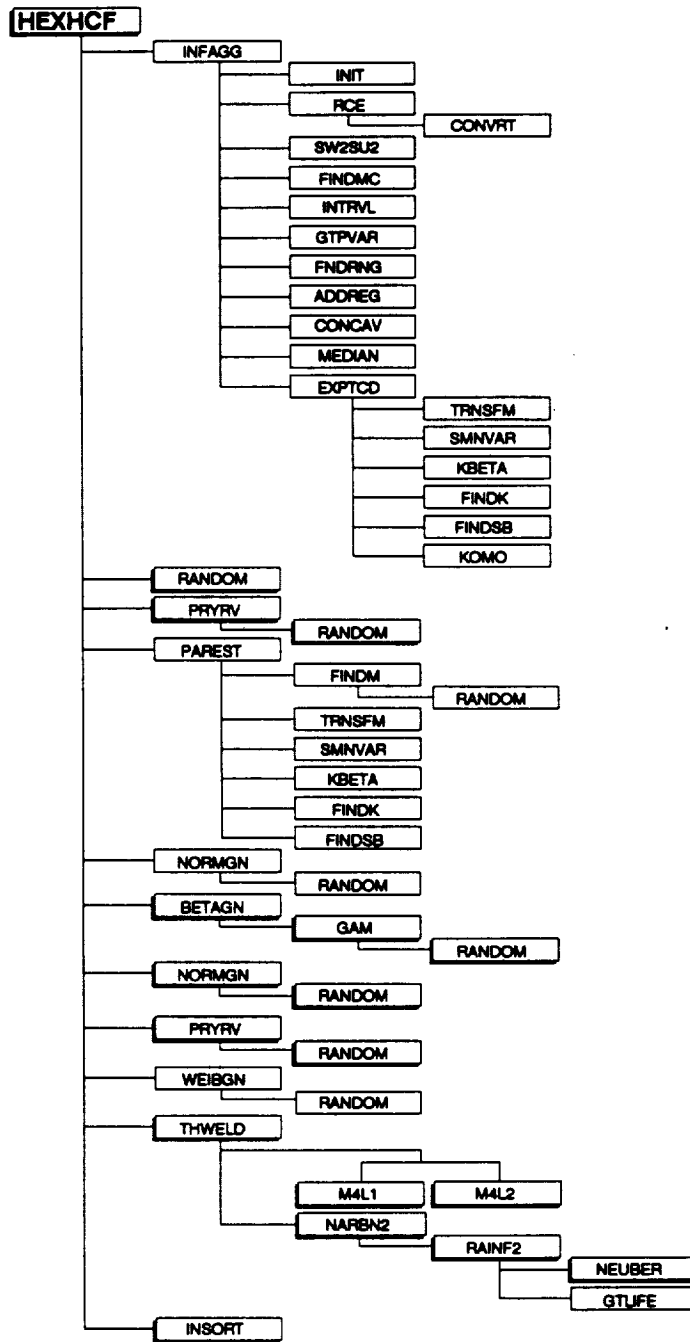 HEXHCF
INFAGG
INIT
RCE
CONVRT
SW2SU2
FINDMC
INTRVL
GTPVAR
FNDRNG
ADDREG
CONCAV
MEDIAN
EXPTCD
TRNSFM
SMNVAR
KBETA
FINDK
FINDSB
KOMO
RANDOM
PRYRV
RANDOM
PAREST
FINDM
RANDOM
TRNSFM
SMNVAR
KBETA
FINDK
FINDSB
NORMGN
RANDOM
BETAGN
GAM
RANDOM
NORMGN
RANDOM
PRYRV
RANDOM
WEIBGN
RANDOM
THWELD
M4L1 M4L2
NARBN2
RAINF2
NEUBER
GTLIFE
INSORT